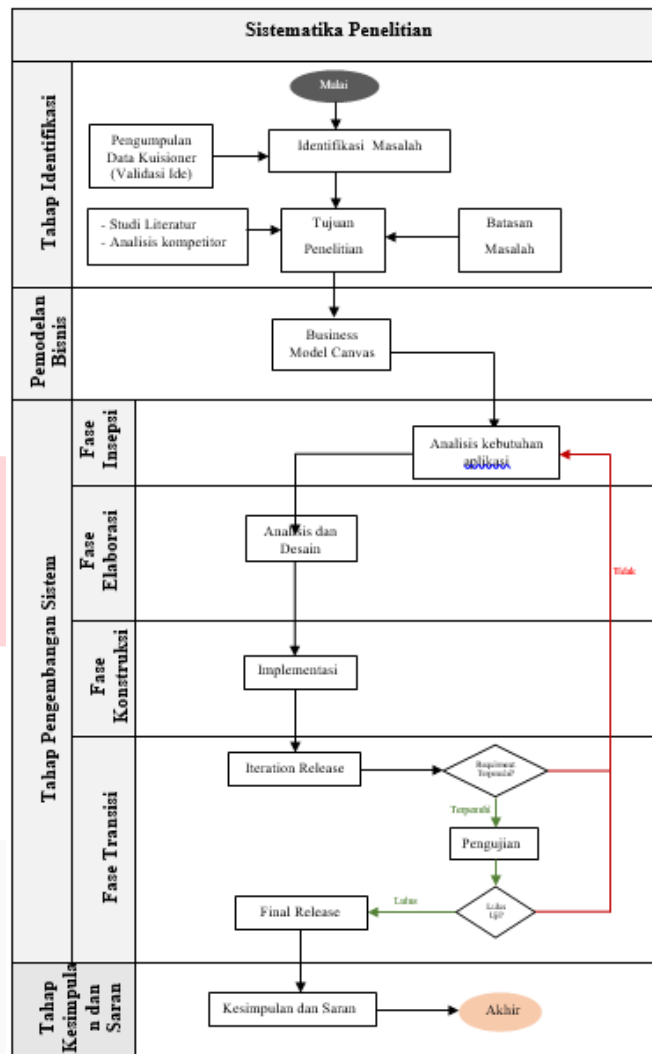 Sistematika Penelitian
Tahap Identifikasi
Mulai
Pengumpulan
Data Kuisioner
(Validasi Ide)
Identifikasi Masalah
- Studi Literatur
- Analisis kompetitor
Tujuan
Penelitian
Batasan
Masalah
Pemodelan
Bisnis
Business
Model Canvas
Tahap Pengembangan Sistem
Fase
Insepsi
Analisis kebutuhan
aplikasi
Fase
Elaborasi
Analisis dan
Desain
Tidak
Fase
Konstruksi
Implementasi
Fase Transisi
Iteration Release
Terpenuhi?
Terpenuhi
Pengujian
Lulus
Uji?
Lulus
Final Release
Tahap
Kesimpula
n dan
Saran
Kesimpulan dan Saran
Akhir